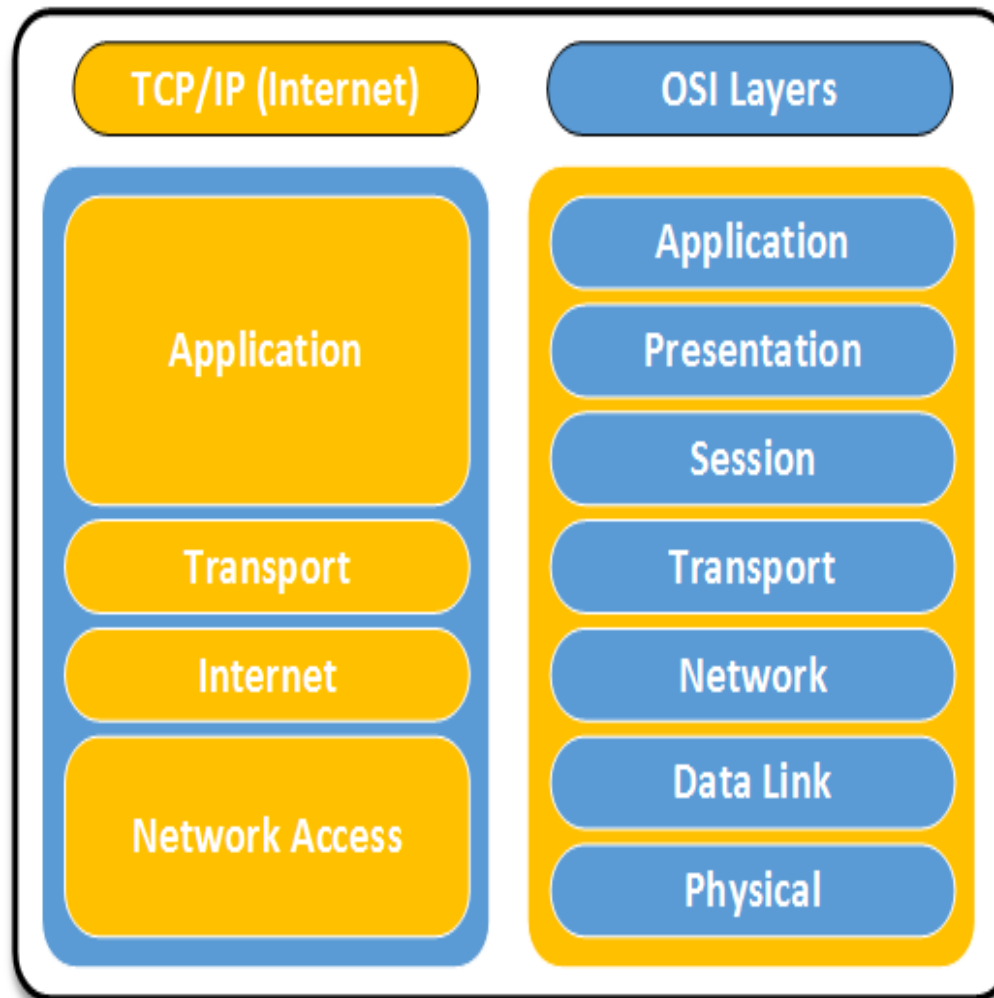 TCP/IP (Internet)
Application
Transport
Internet
Network Access
OSI Layers
Application
Presentation
Session
Transport
Network
Data Link
Physical